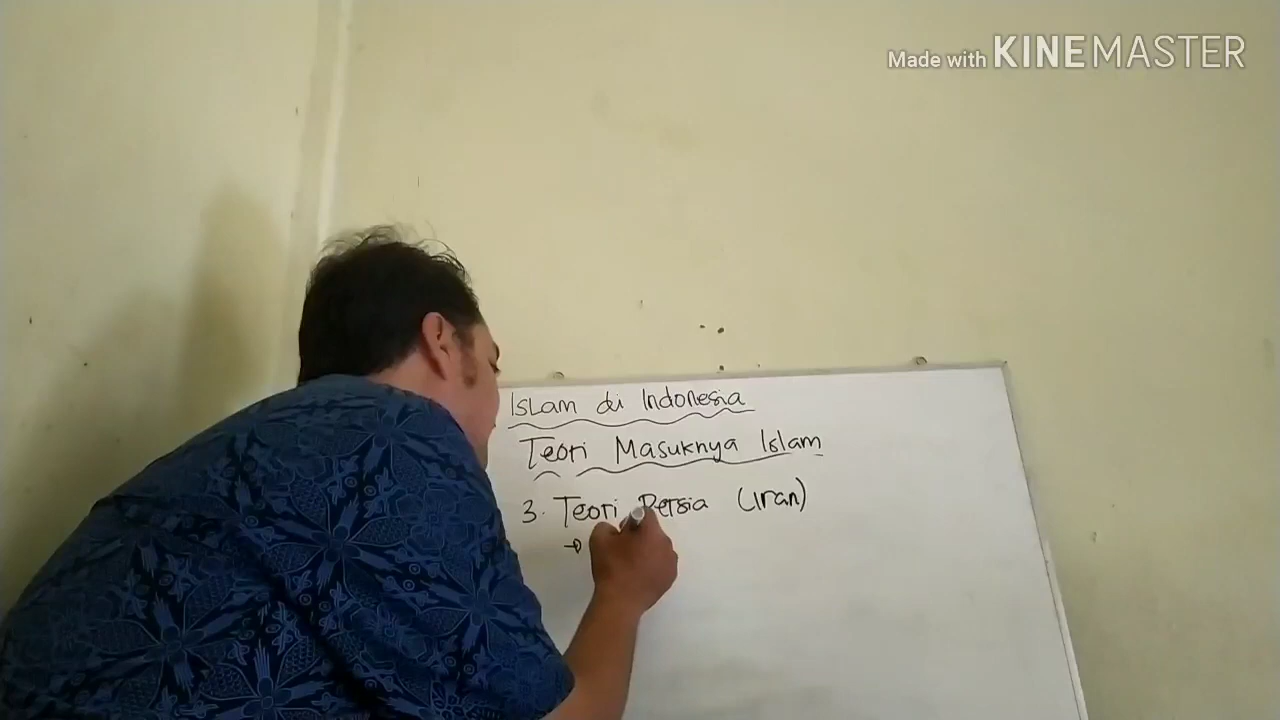 Made with KINEMASTER
Islam di Indonesia
Teori Masuknya Islam
3. Teori Persia (Iran)
→